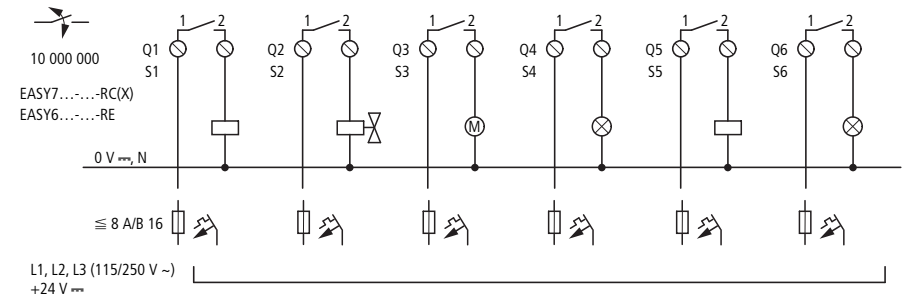 1 2 1 2 1 2 1 2 1 2 1 2
Q1 Q2 Q3 Q4 Q5 Q6
10 000 000
S1 S2 S3 S4 S5 S6
EASY7...-...-RC(X)
EASY6...-...-RE
M
0 V ⎓, N
≦ 8 A/B 16
L1, L2, L3 (115/250 V ~)
+24 V ⎓